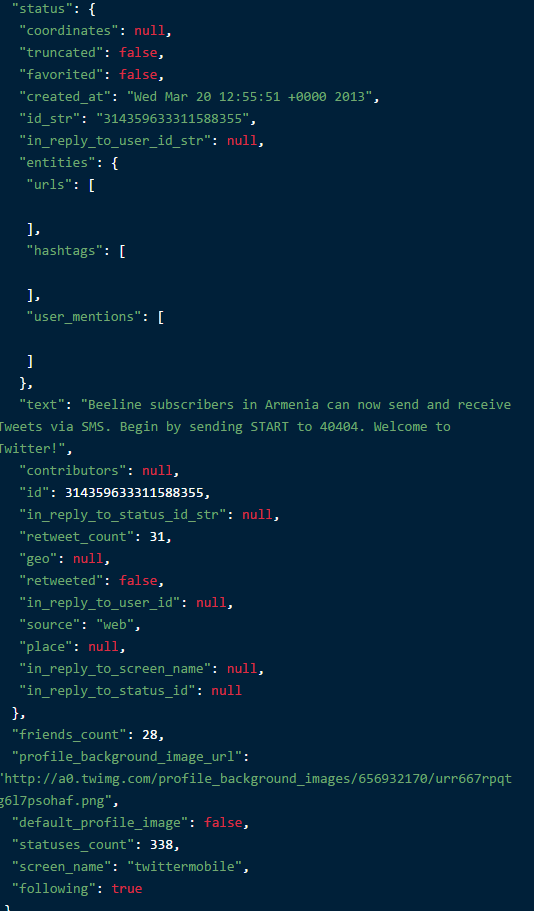 "status": {
"coordinates": null,
"truncated": false,
"favorited": false,
"created_at": "Wed Mar 20 12:55:51 +0000 2013",
"id_str": "314359633311588355",
"in_reply_to_user_id_str": null,
"entities": {
"urls": [
],
"hashtags": [
],
"user_mentions": [
]
},
"text": "Beeline subscribers in Armenia can now send and receive
Tweets via SMS. Begin by sending START to 40404. Welcome to
Twitter!",
"contributors": null,
"id": 314359633311588355,
"in_reply_to_status_id_str": null,
"retweet_count": 31,
"geo": null,
"retweeted": false,
"in_reply_to_user_id": null,
"source": "web",
"place": null,
"in_reply_to_screen_name": null,
"in_reply_to_status_id": null
},
"friends_count": 28,
"profile_background_image_url":
"http://a0.twimg.com/profile_background_images/656932170/urr667rpqt
g6l7psohaf.png",
"default_profile_image": false,
"statuses_count": 338,
"screen_name": "twittermobile",
"following": true
}